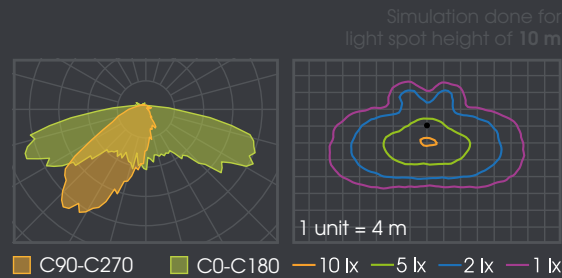 Simulation done for
light spot height of 10 m
1 unit = 4 m
C90-C270 C0-C180 10 lx 5 lx 2 lx 1 lx